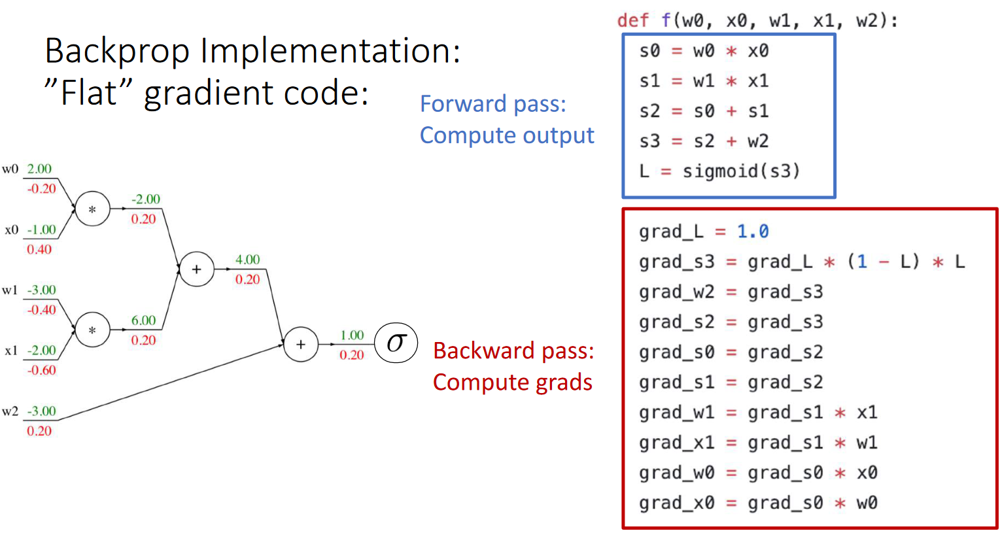 Backprop Implementation:
”Flat” gradient code:
Forward pass:
Compute output
def f(w0, x0, w1, x1, w2):
s0 = w0 * x0
s1 = w1 * x1
s2 = s0 + s1
s3 = s2 + w2
L = sigmoid(s3)
w0 2.00
-0.20
x0 -1.00
0.40
w1 -3.00
-0.40
x1 -2.00
-0.60
w2 -3.00
0.20
*
-2.00
0.20
*
6.00
0.20
+
4.00
0.20
+
1.00
0.20
σ
Backward pass:
Compute grads
grad_L = 1.0
grad_s3 = grad_L * (1 - L) * L
grad_w2 = grad_s3
grad_s2 = grad_s3
grad_s0 = grad_s2
grad_s1 = grad_s2
grad_w1 = grad_s1 * x1
grad_x1 = grad_s1 * w1
grad_w0 = grad_s0 * x0
grad_x0 = grad_s0 * w0